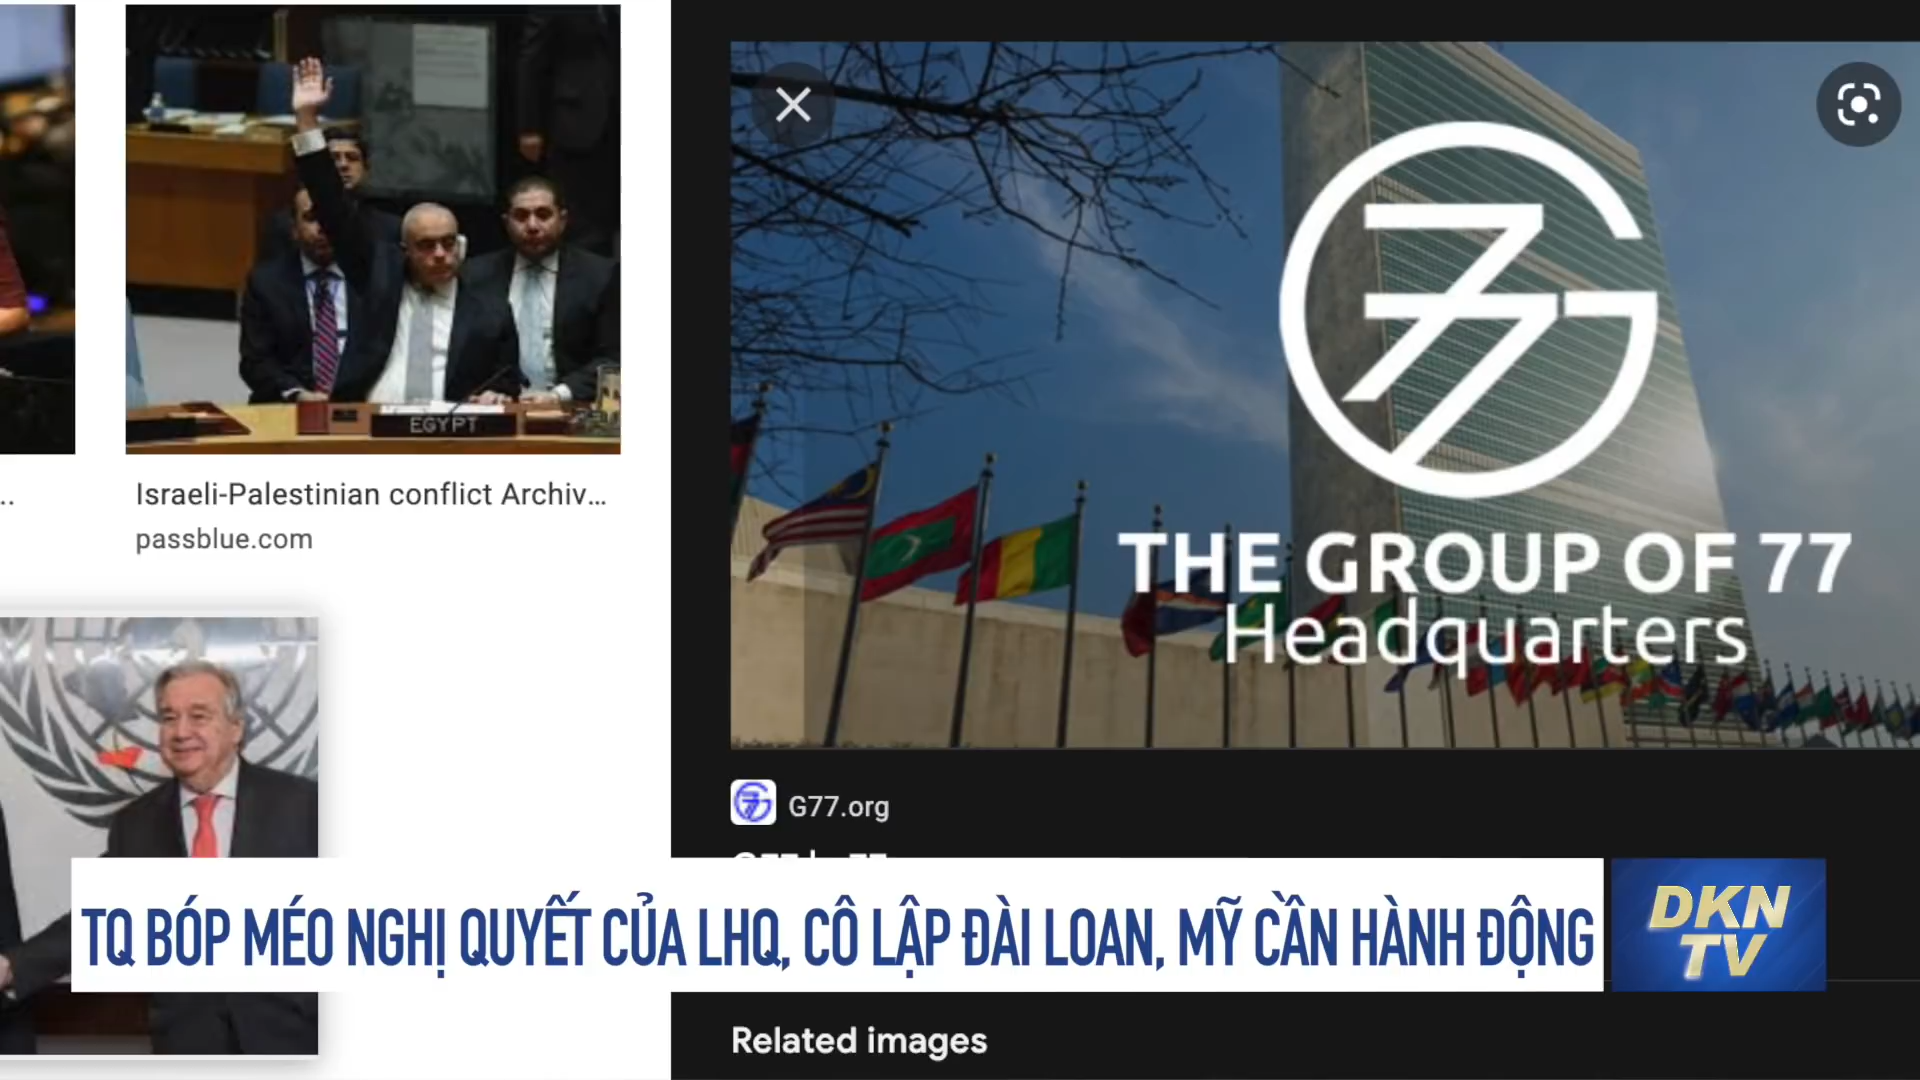 EGYPT
..
Israeli-Palestinian conflict Archiv...
passblue.com
77
THE GROUP OF 77
Headquarters
G77.org
Related images
TQ BÓP MÉO NGHỊ QUYẾT CỦA LHQ, CÔ LẬP ĐÀI LOAN, MỸ CẦN HÀNH ĐỘNG
DKN
TV